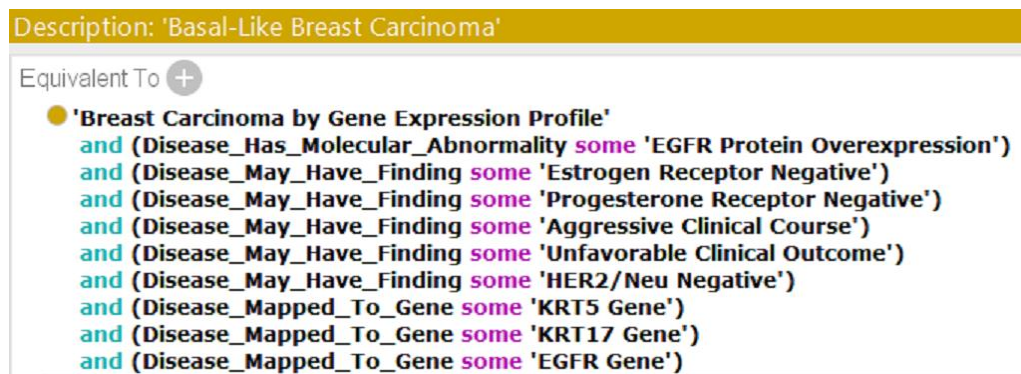 Description: 'Basal-Like Breast Carcinoma'
Equivalent To +
'Breast Carcinoma by Gene Expression Profile'
and (Disease_Has_Molecular_Abnormality some 'EGFR Protein Overexpression')
and (Disease_May_Have_Finding some 'Estrogen Receptor Negative')
and (Disease_May_Have_Finding some 'Progesterone Receptor Negative')
and (Disease_May_Have_Finding some 'Aggressive Clinical Course')
and (Disease_May_Have_Finding some 'Unfavorable Clinical Outcome')
and (Disease_May_Have_Finding some 'HER2/Neu Negative')
and (Disease_Mapped_To_Gene some 'KRT5 Gene')
and (Disease_Mapped_To_Gene some 'KRT17 Gene')
and (Disease_Mapped_To_Gene some 'EGFR Gene')